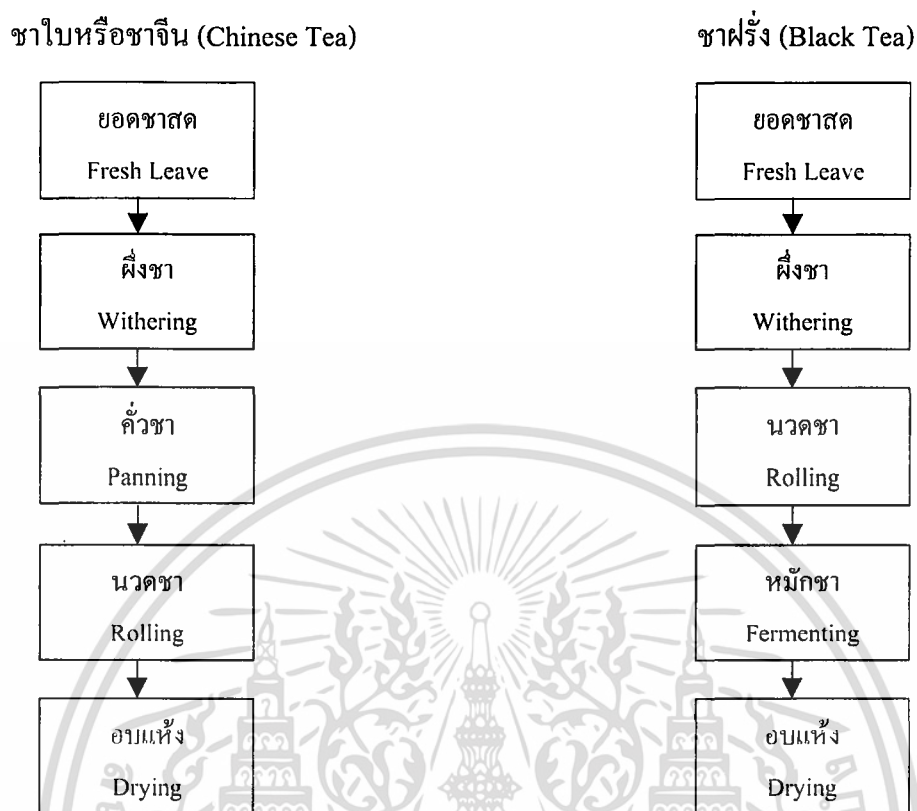 ชาใบหรือชาจีน (Chinese Tea)
ยอดชาสด
Fresh Leave
ผึ่งชา
Withering
คั่วชา
Panning
นวดชา
Rolling
อบแห้ง
Drying
ชาฝรั่ง (Black Tea)
ยอดชาสด
Fresh Leave
ผึ่งชา
Withering
นวดชา
Rolling
หมักชา
Fermenting
อบแห้ง
Drying